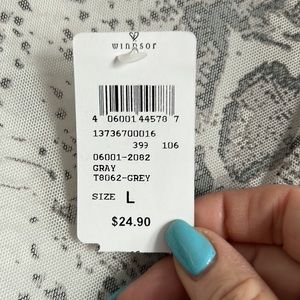 windsor
4 06001 44578 7
13736700016
399 106
06001-2082
GRAY
T8062-GREY
SIZE L
$24.90